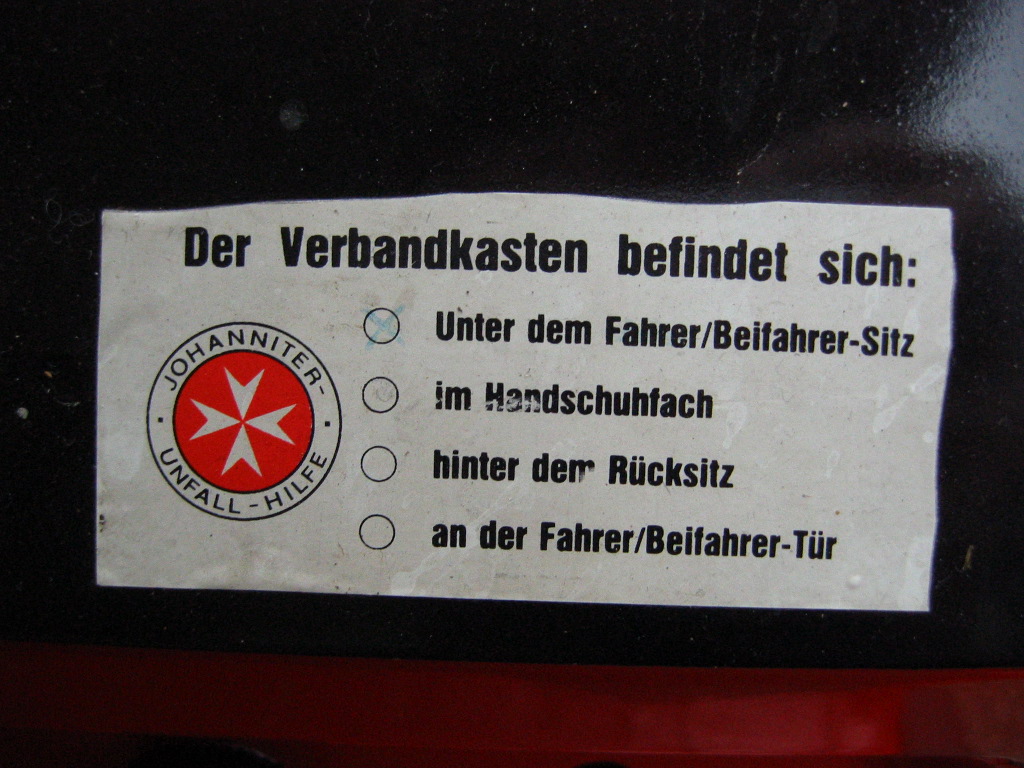 Der Verbandkasten befindet sich:
Unter dem Fahrer/Beifahrer-Sitz
im Handschuhfach
hinter dem Rücksitz
an der Fahrer/Beifahrer-Tür
JOHANNITER-
UNFALL-HILFE